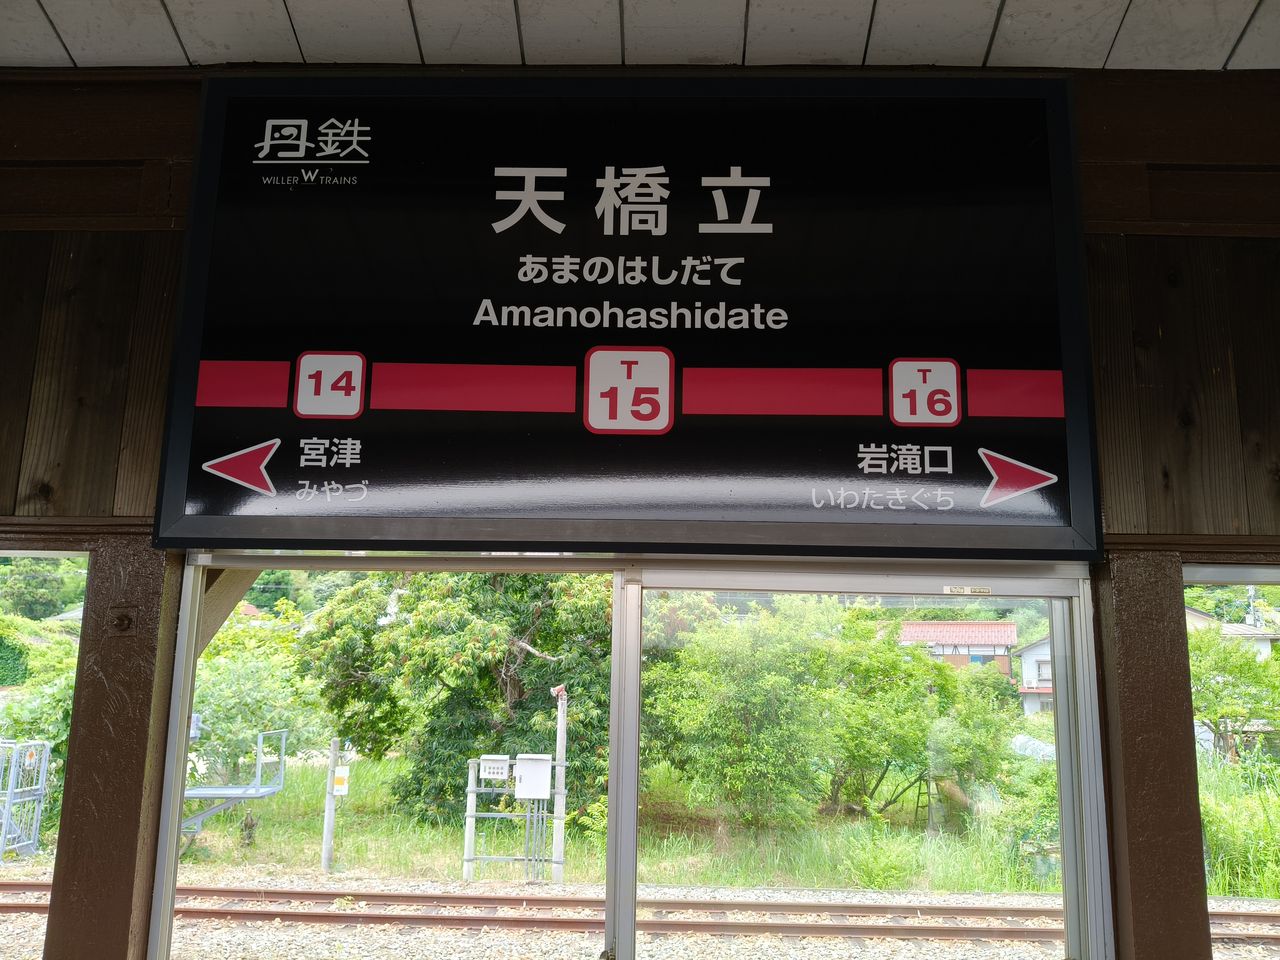 丹鉄
WILLER TRAINS
天橋立
あまのはしだて
Amanohashidate
14
T
15
T
16
宮津
みやづ
岩滝口
いわたきぐち